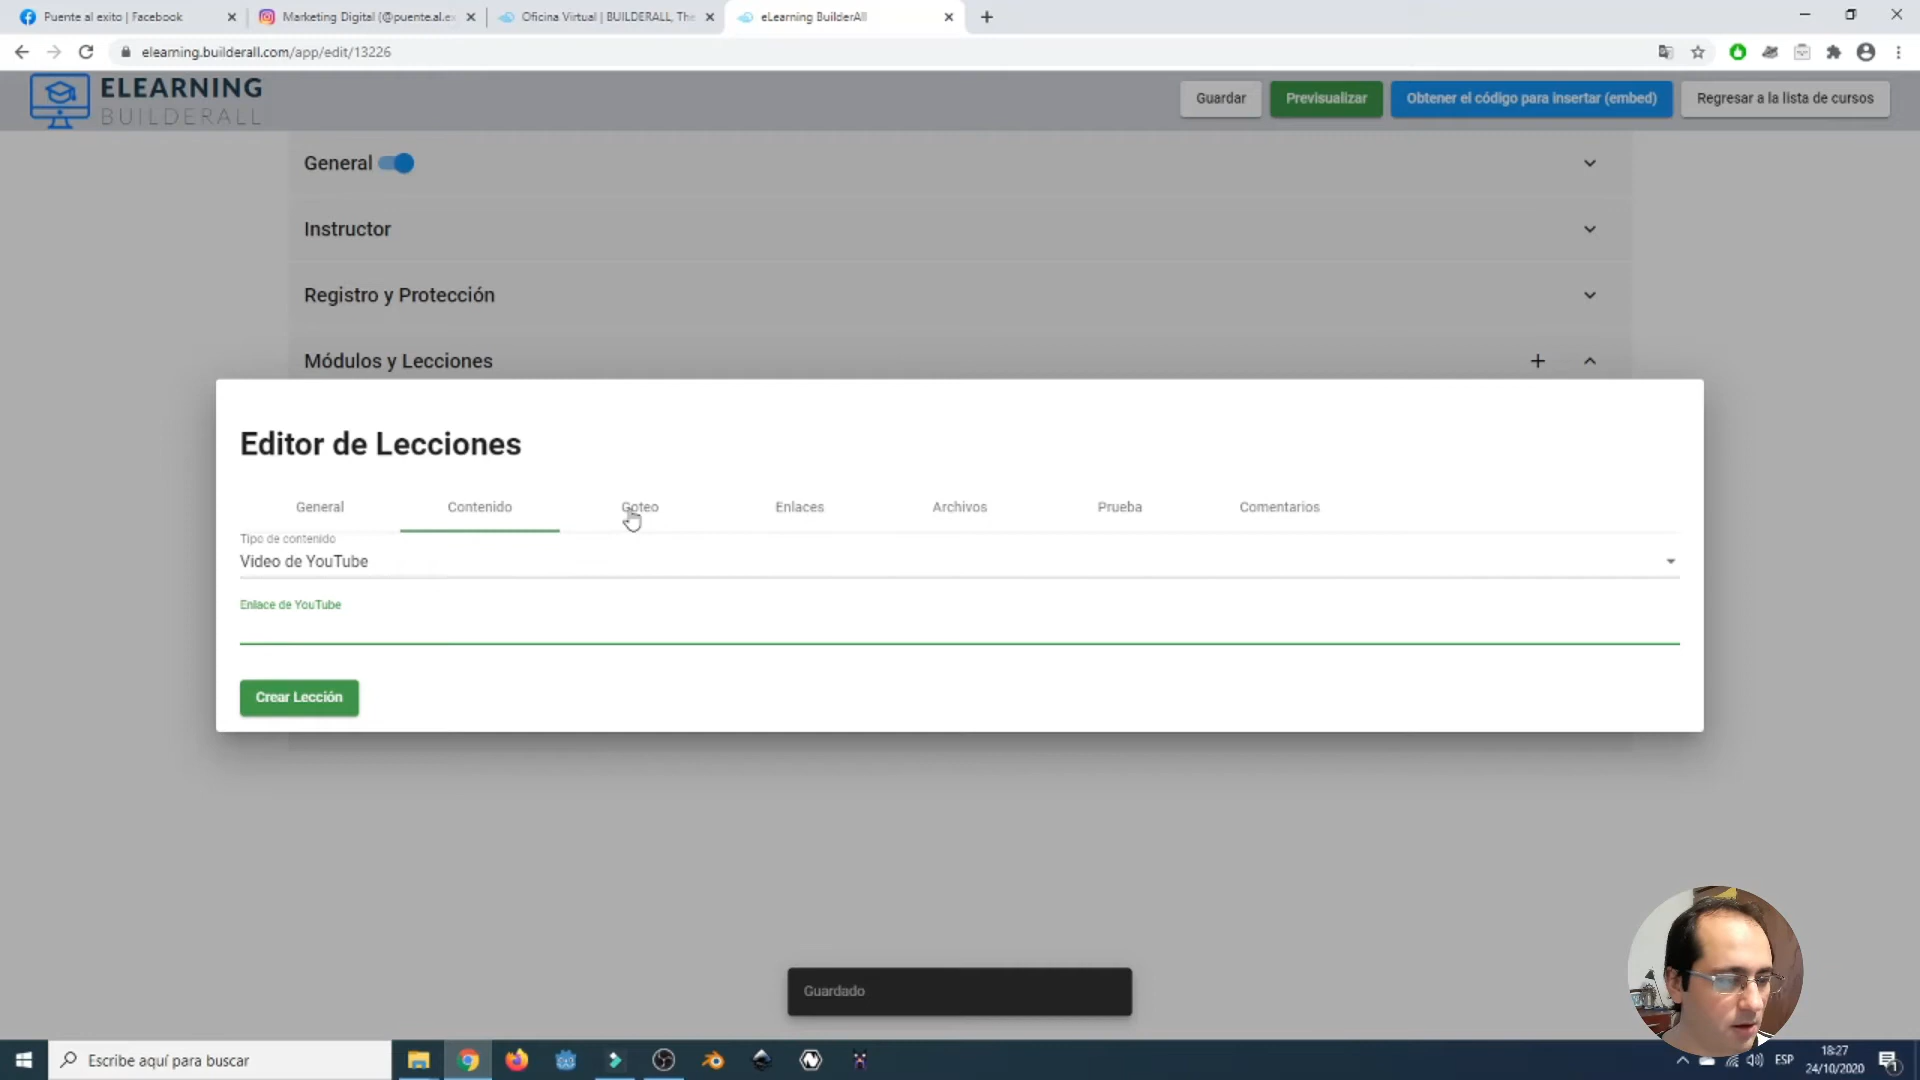 Puente al exito | Facebook
Marketing Digital (@puente.al.ex
Oficina Virtual | BUILDERALL, The
eLearning BuilderAll
elearning.builderall.com/app/edit/13226
ELEARNING
BUILDERALL
Guardar
Previsualizar
Obtener el código para insertar (embed)
Regresar a la lista de cursos
General
Instructor
Registro y Protección
Módulos y Lecciones
Editor de Lecciones
General
Contenido
Goteo
Enlaces
Archivos
Prueba
Comentarios
Tipo de contenido
Video de YouTube
Enlace de YouTube
Crear Lección
Guardado
Escribe aquí para buscar
ESP
18:27
24/10/2020
1